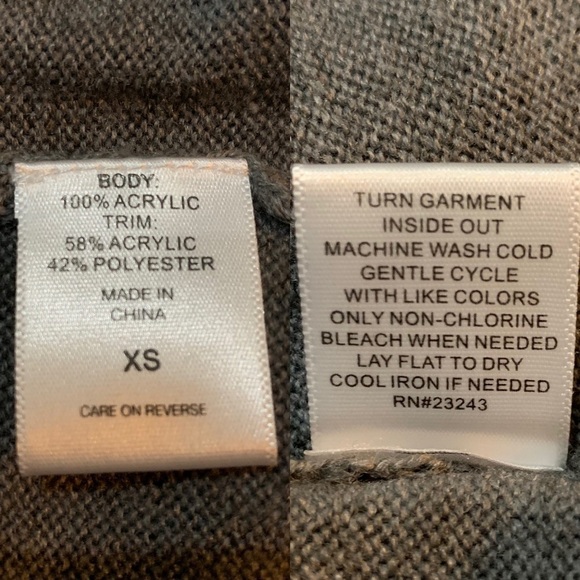 BODY:
100% ACRYLIC
TRIM:
58% ACRYLIC
42% POLYESTER
MADE IN
CHINA
XS
CARE ON REVERSE
TURN GARMENT
INSIDE OUT
MACHINE WASH COLD
GENTLE CYCLE
WITH LIKE COLORS
ONLY NON-CHLORINE
BLEACH WHEN NEEDED
LAY FLAT TO DRY
COOL IRON IF NEEDED
RN#23243